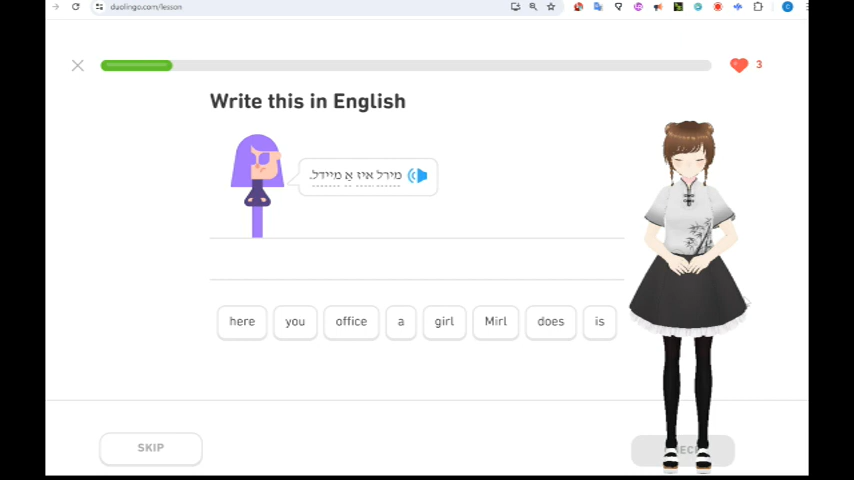 duolingo.com/lesson
3
Write this in English
מירל איז אַ מיידל.
here you office a girl Mirl does is
SKIP